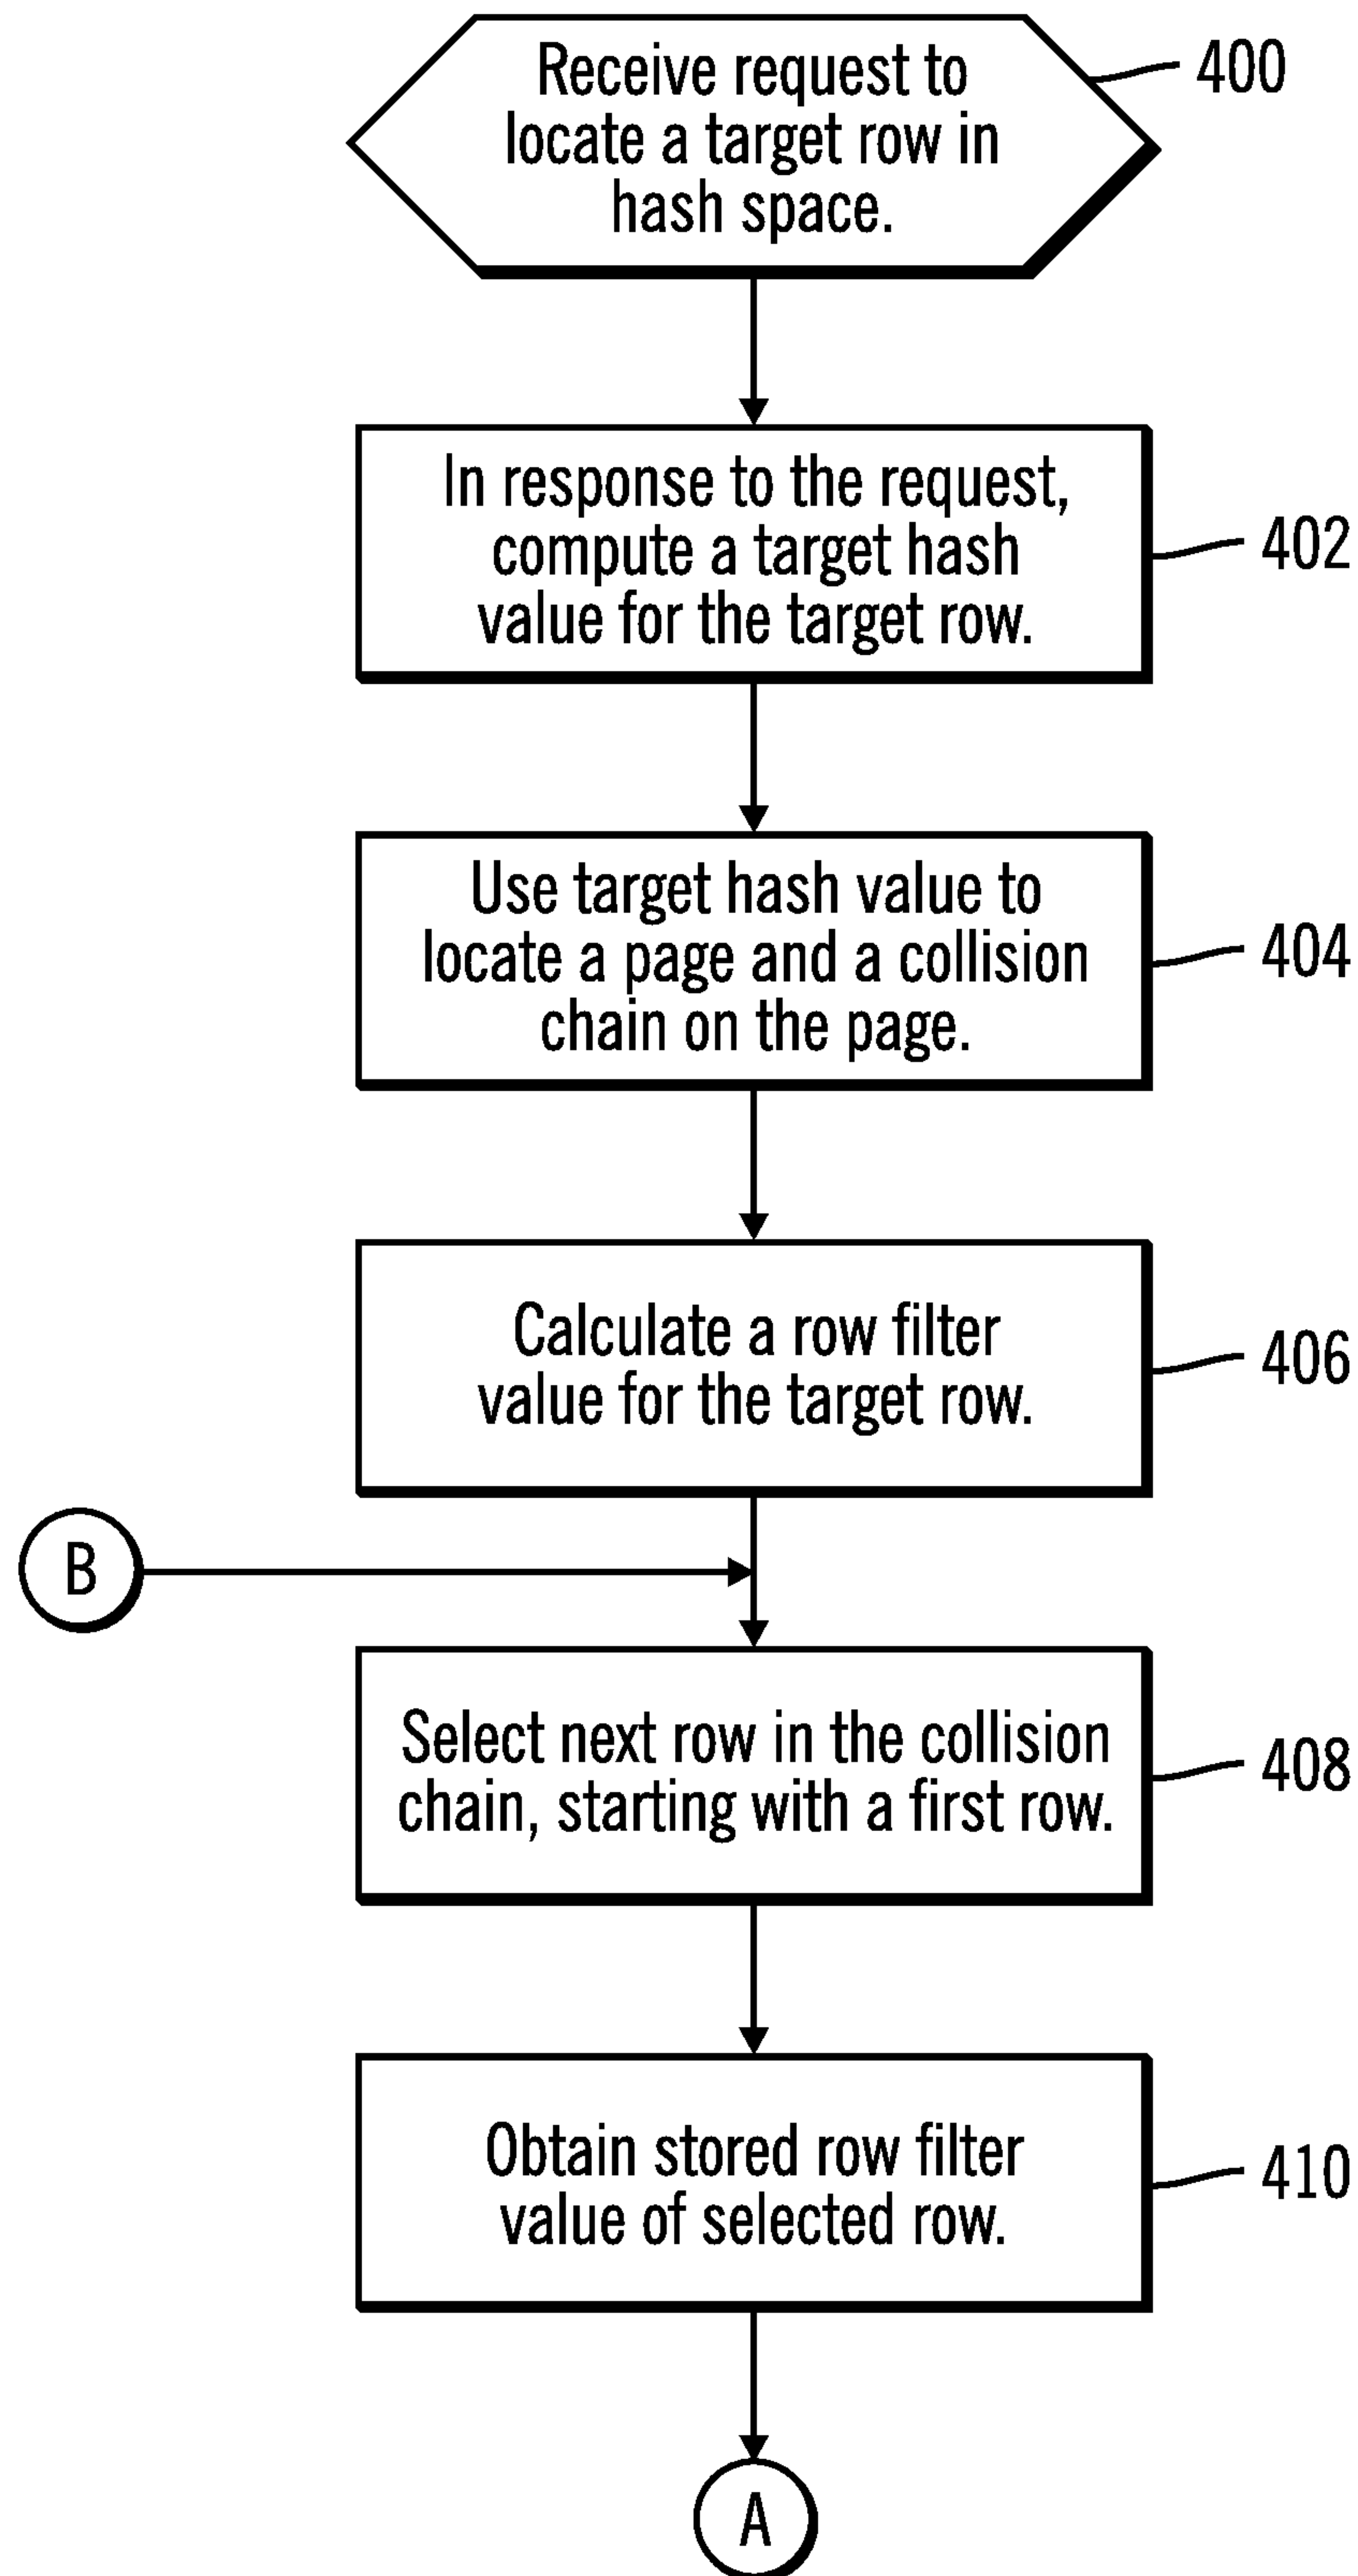 Receive request to
locate a target row in
hash space.
400
In response to the request,
compute a target hash
value for the target row.
402
Use target hash value to
locate a page and a collision
chain on the page.
404
Calculate a row filter
value for the target row.
406
B
Select next row in the collision
chain, starting with a first row.
408
Obtain stored row filter
value of selected row.
410
A